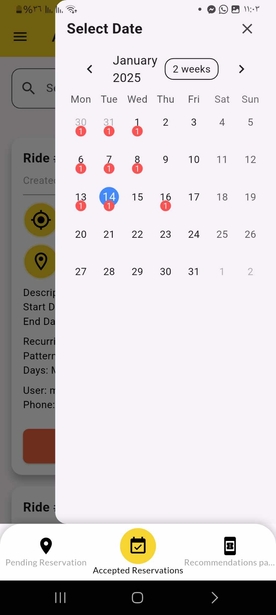 %٣٦ ١١:٠٣
Select Date
January
2025
2 weeks
Mon Tue Wed Thu Fri Sat Sun
30 31 1 2 3 4 5
1 1 1
6 7 8 9 10 11 12
1 1 1
13 14 15 16 17 18 19
1 1 1
20 21 22 23 24 25 26
27 28 29 30 31 1 2
Ride
Create
Descrip
Start D
End Da
Recurri
Pattern
Days: M
User: m
Phone:
Ride
Pending Reservation
Accepted Reservations
Recommendations pa...